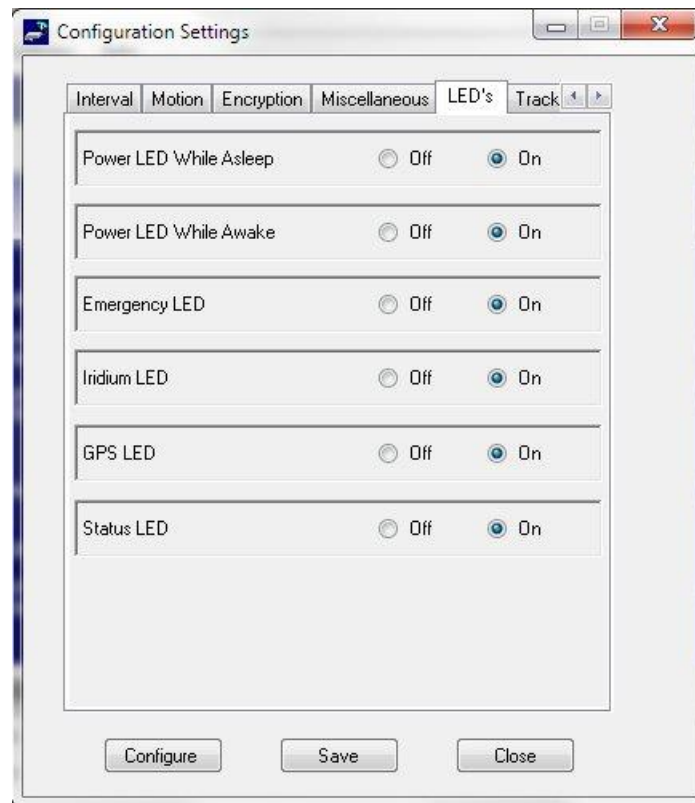 Configuration Settings
Interval Motion Encryption Miscellaneous LED's Track
Power LED While Asleep Off On
Power LED While Awake Off On
Emergency LED Off On
Iridium LED Off On
GPS LED Off On
Status LED Off On
Configure Save Close